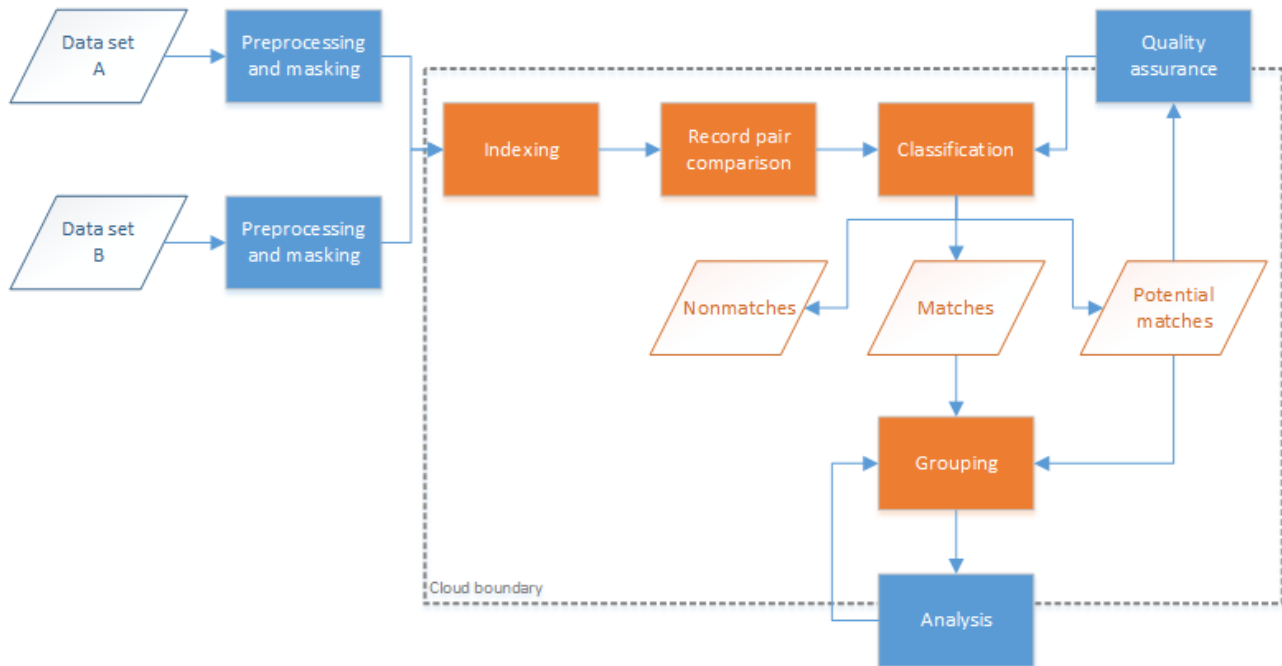 Data set
A
Preprocessing
and masking
Quality
assurance
Indexing
Record pair
comparison
Classification
Data set
B
Preprocessing
and masking
Nonmatches
Matches
Potential
matches
Grouping
Cloud boundary
Analysis